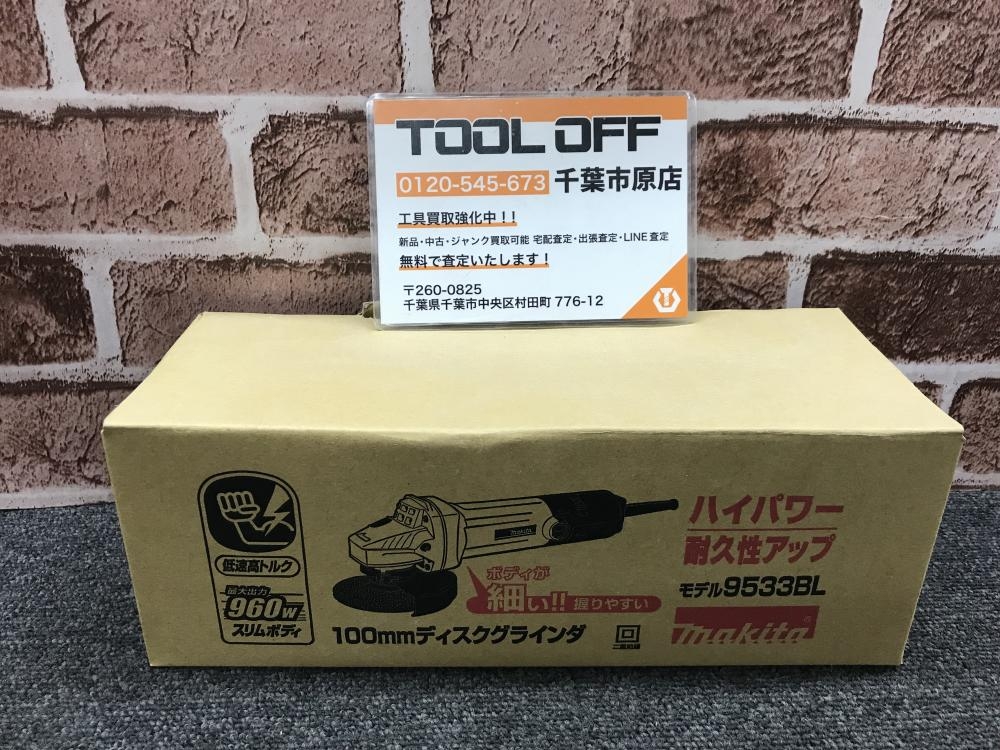 TOOL OFF
0120-545-673 千葉市原店
工具買取強化中！！
新品・中古・ジャンク買取可能 宅配査定・出張査定・LINE査定
無料で査定いたします！
〒260-0825
千葉県千葉市中央区村田町 776-12
低速高トルク
最大出力
960W
スリムボディ
makita
ボディが
細い!! 握りやすい
100mmディスクグラインダ
二重絶縁
ハイパワー
耐久性アップ
モデル9533BL
makita